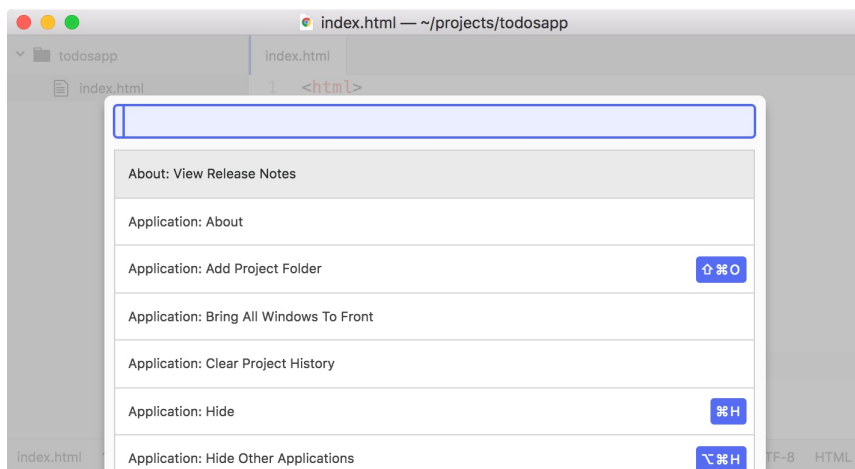 index.html — ~/projects/todosapp
todosapp
index.html
index.html
1 <html>
About: View Release Notes
Application: About
Application: Add Project Folder
⇧⌘O
Application: Bring All Windows To Front
Application: Clear Project History
Application: Hide
⌘H
Application: Hide Other Applications
⌥⌘H
index.html
TF-8 HTML